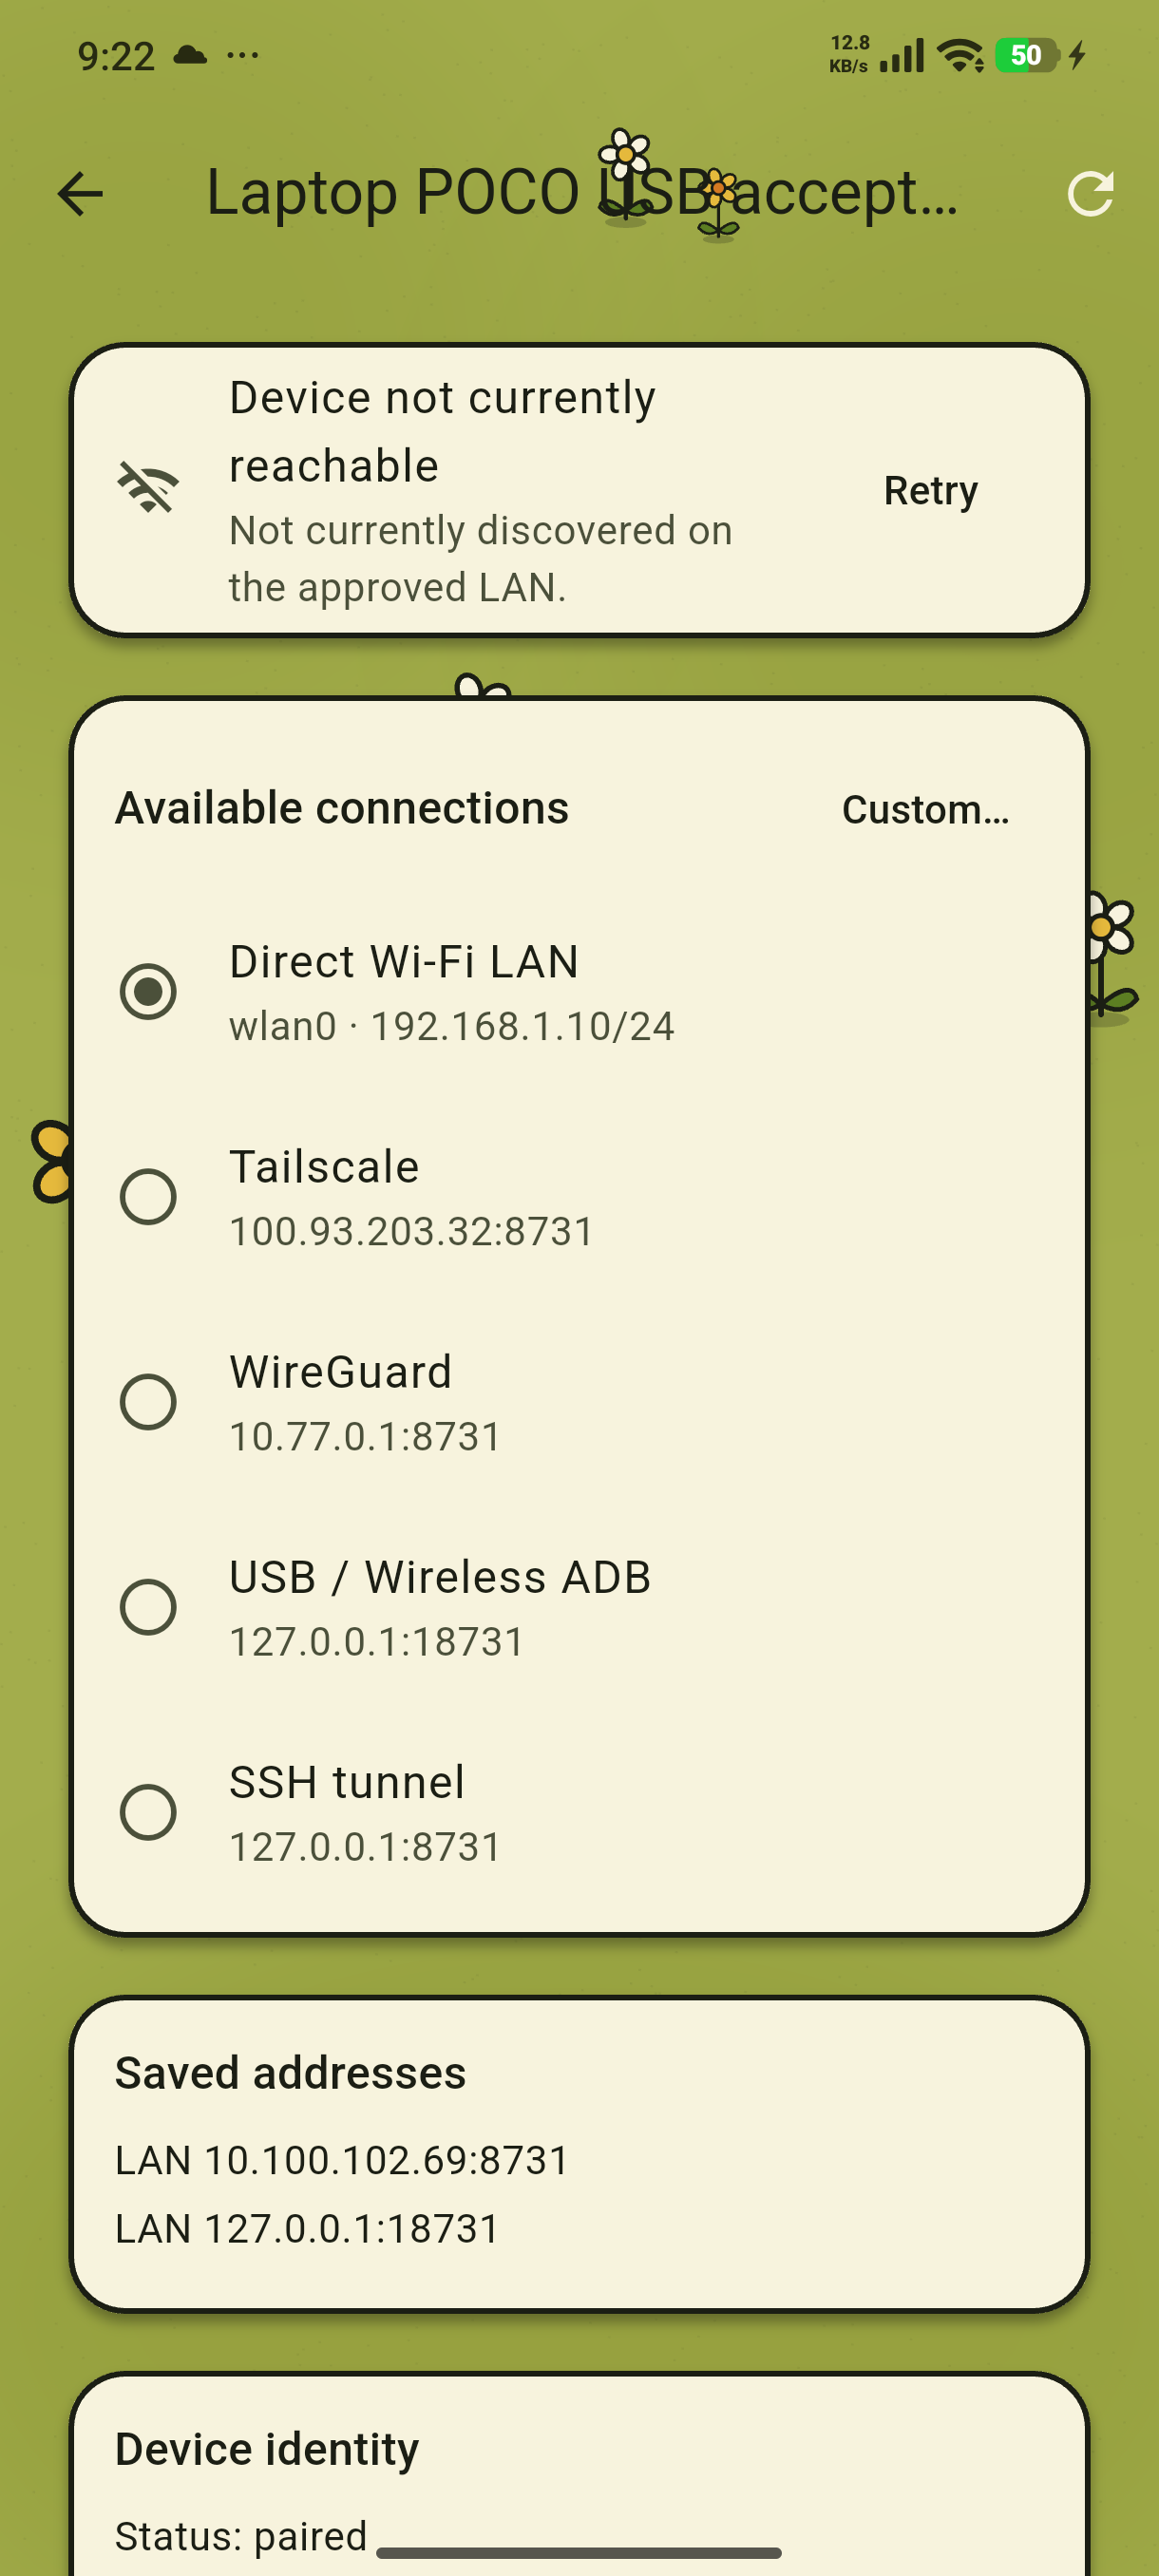 9:22 ...
12.8
KB/s
50
Laptop POCO USB accept…
Device not currently
reachable
Not currently discovered on
the approved LAN.
Retry
Available connections
Custom…
Direct Wi-Fi LAN
wlan0 · 192.168.1.10/24
Tailscale
100.93.203.32:8731
WireGuard
10.77.0.1:8731
USB / Wireless ADB
127.0.0.1:18731
SSH tunnel
127.0.0.1:8731
Saved addresses
LAN 10.100.102.69:8731
LAN 127.0.0.1:18731
Device identity
Status: paired